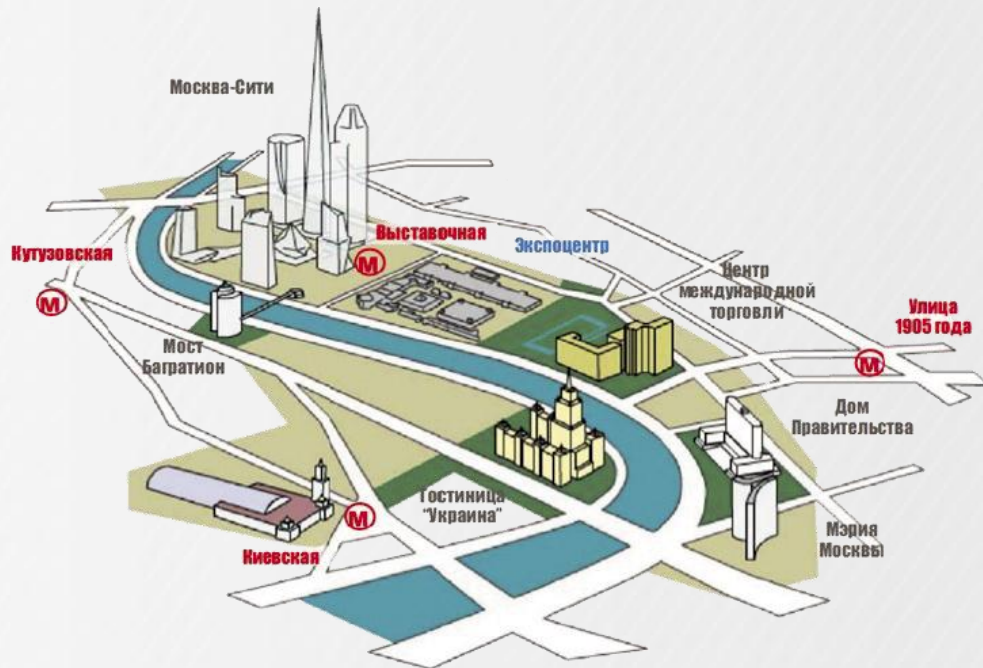 Москва-Сити
Выставочная
Экспоцентр
Кутузовская
М
М
Центр
международной
торговли
Улица
1905 года
М
Мост
Багратион
Дом
Правительства
Гостиница
"Украина"
М
Киевская
Мэрия
Москвы